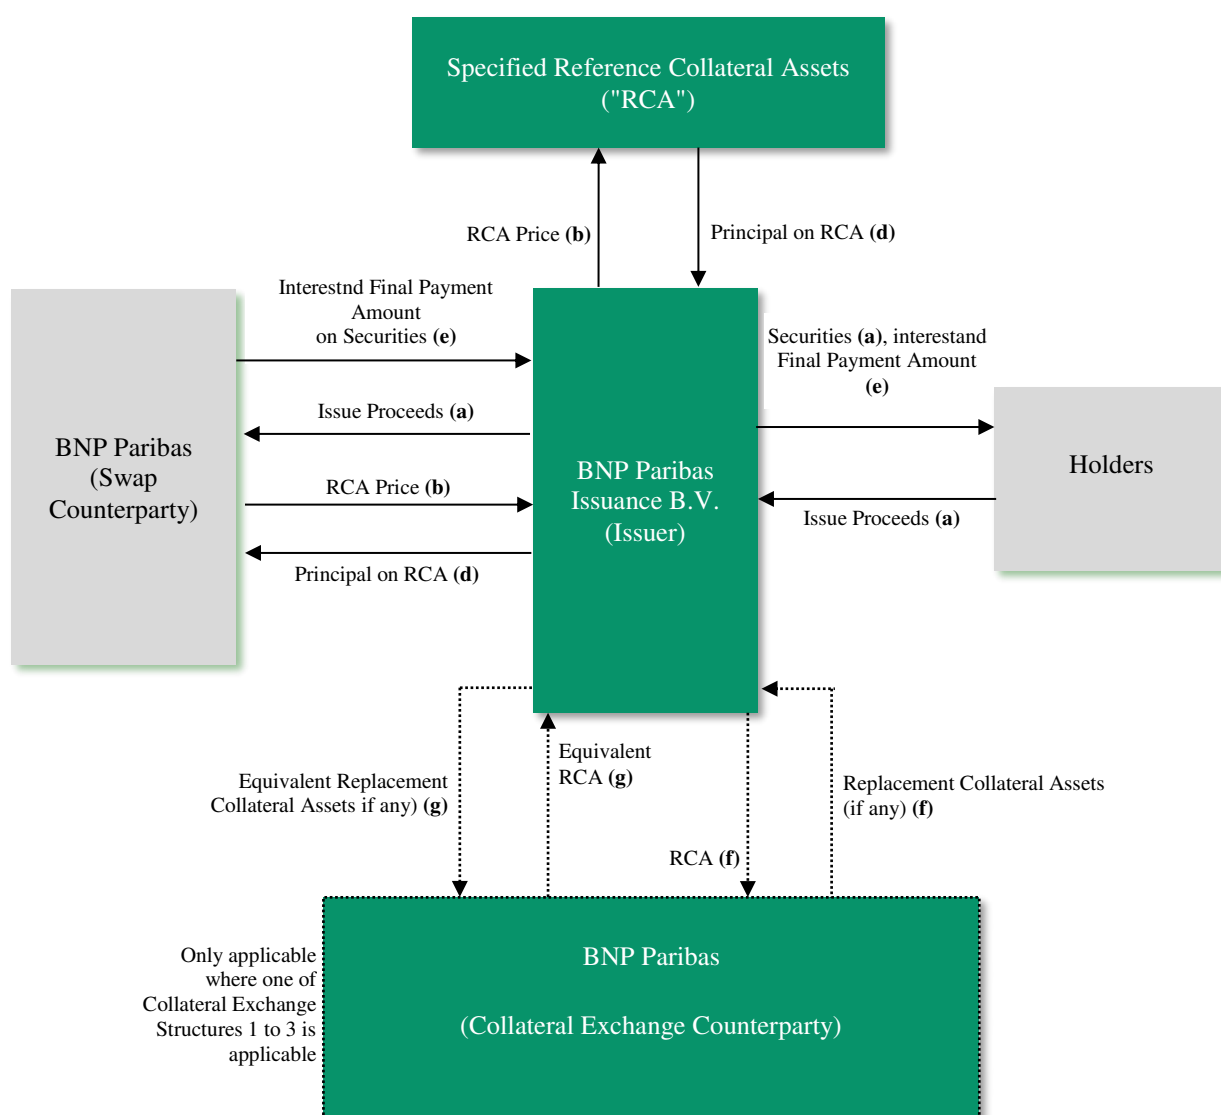 Specified Reference Collateral Assets
("RCA")
RCA Price (b)
Principal on RCA (d)
Interestnd Final Payment
Amount
on Securities (e)
Securities (a), interestand
Final Payment Amount
(e)
Issue Proceeds (a)
BNP Paribas
(Swap
Counterparty)
RCA Price (b)
Principal on RCA (d)
BNP Paribas
Issuance B.V.
(Issuer)
Holders
Issue Proceeds (a)
Equivalent Replacement
Collateral Assets if any) (g)
Equivalent
RCA (g)
RCA (f)
Replacement Collateral Assets
(if any) (f)
Only applicable
where one of
Collateral Exchange
Structures 1 to 3 is
applicable
BNP Paribas
(Collateral Exchange Counterparty)